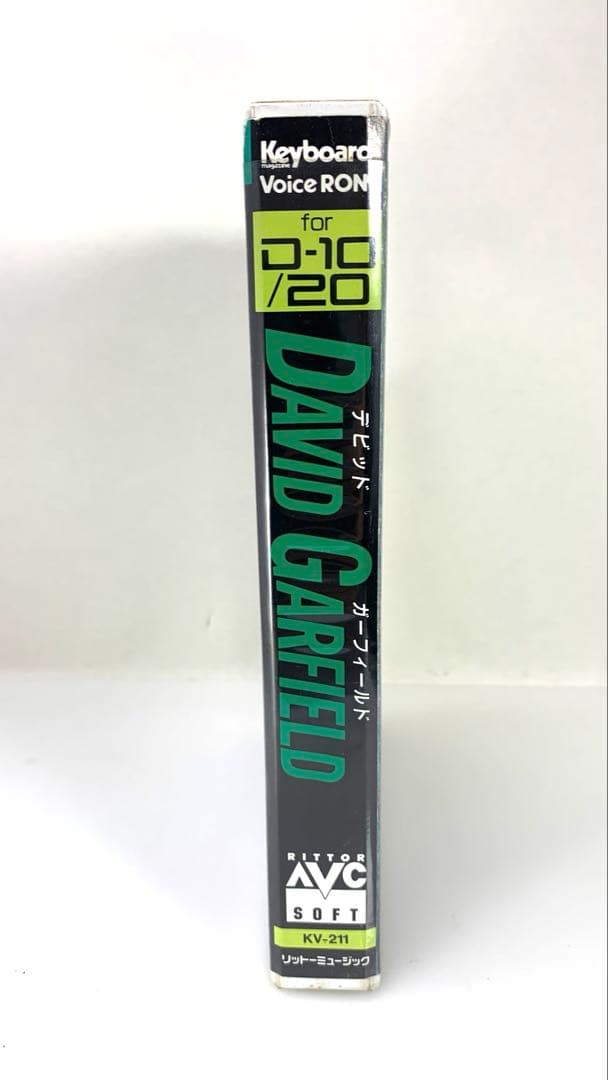 Keyboard
magazine
Voice ROM
for
D-10
/20
DAVID GARFIELD
デビッド ガーフィールド
RITTOR
AVC
SOFT
KV-211
リットーミュージック